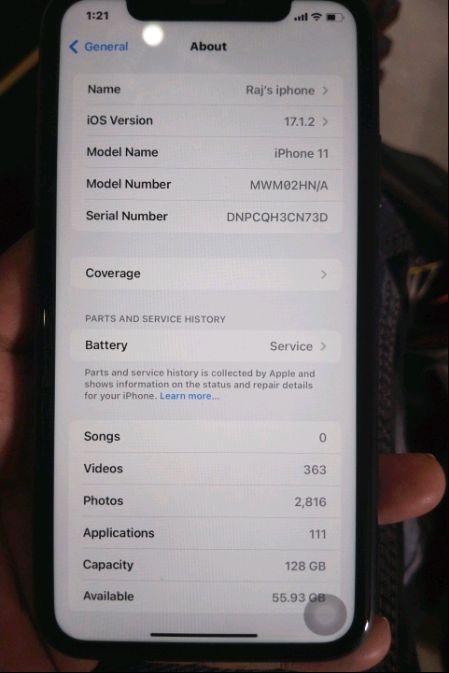 1:21
General About
Name Raj's iphone
iOS Version 17.1.2
Model Name iPhone 11
Model Number MWM02HN/A
Serial Number DNPCQH3CN73D
Coverage
PARTS AND SERVICE HISTORY
Battery Service
Parts and service history is collected by Apple and
shows information on the status and repair details
for your iPhone. Learn more...
Songs 0
Videos 363
Photos 2,816
Applications 111
Capacity 128 GB
Available 55.93 GB